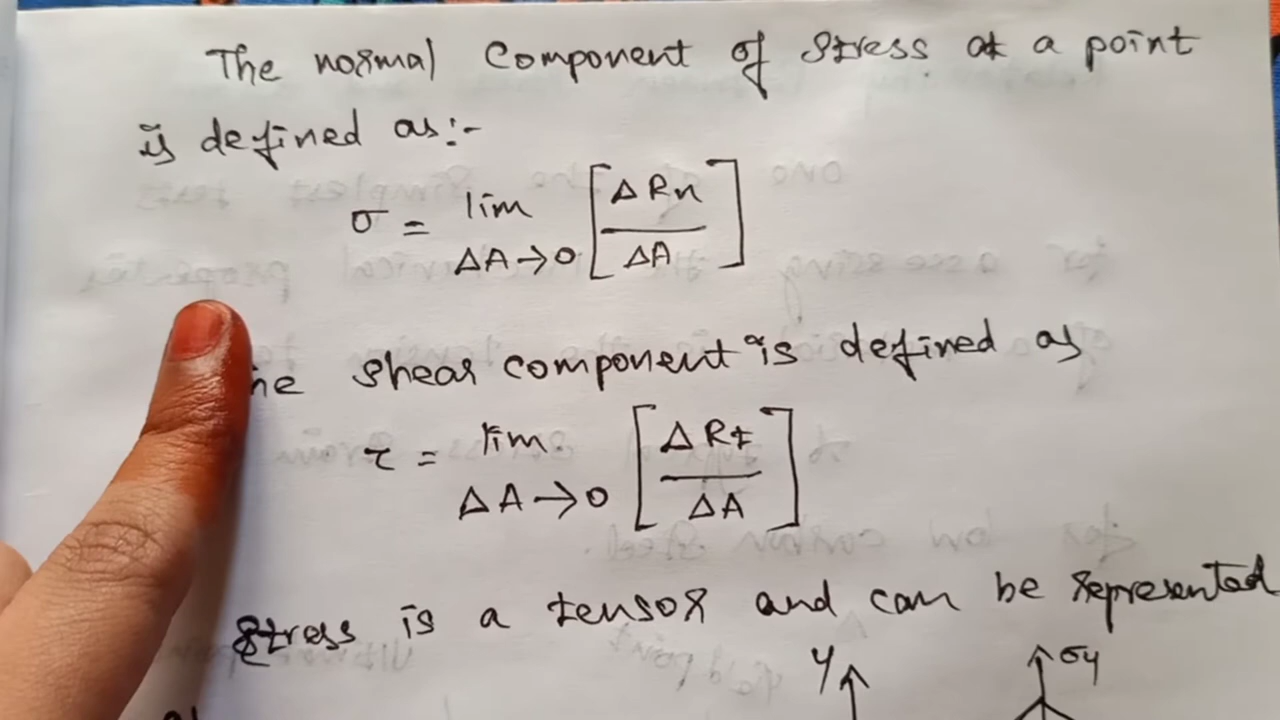 The normal component of stress at a point
is defined as:-
σ = lim ΔA→0 [ΔRn / ΔA]
he shear component is defined as
τ = lim ΔA→0 [ΔRt / ΔA]
Stress is a tensor and can be represented
y σy